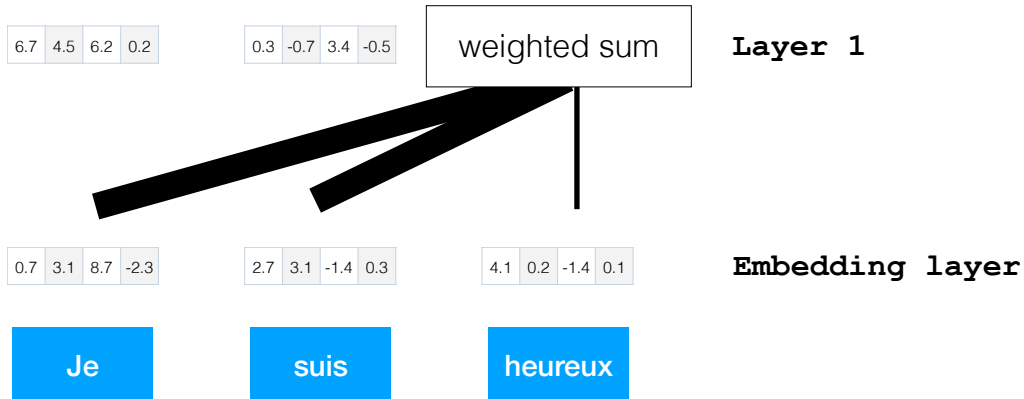 6.7 4.5 6.2 0.2 0.3 -0.7 3.4 -0.5 weighted sum Layer 1
0.7 3.1 8.7 -2.3 2.7 3.1 -1.4 0.3 4.1 0.2 -1.4 0.1 Embedding layer
Je suis heureux